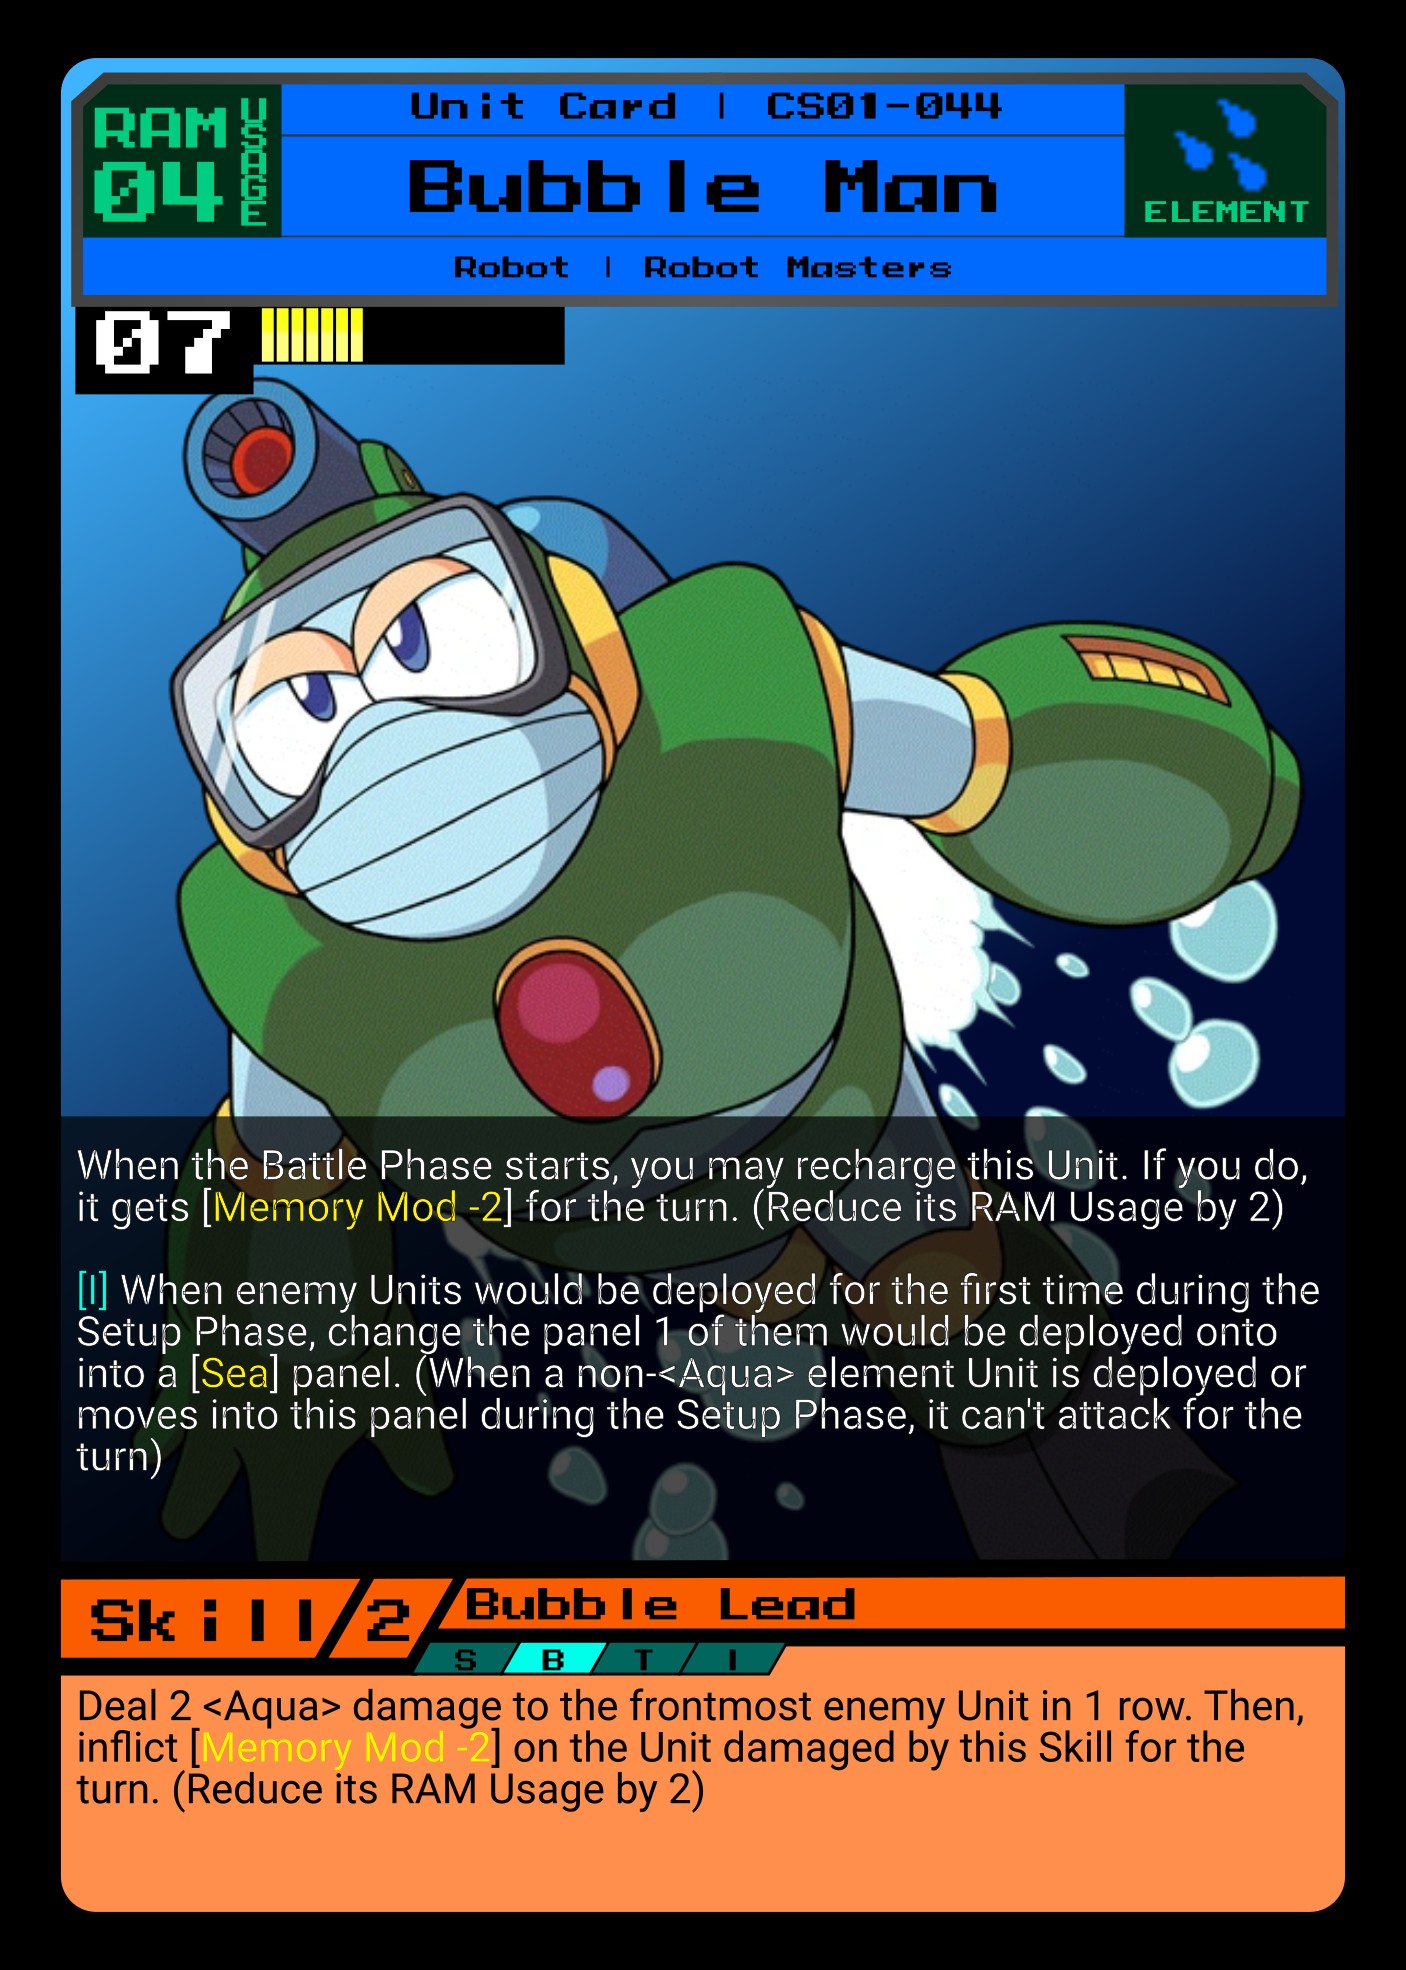 RAM USAGE
04
Unit Card | CS01-044
Bubble Man
ELEMENT
Robot | Robot Masters
07
When the Battle Phase starts, you may recharge this Unit. If you do,
it gets [Memory Mod -2] for the turn. (Reduce its RAM Usage by 2)
[I] When enemy Units would be deployed for the first time during the
Setup Phase, change the panel 1 of them would be deployed onto
into a [Sea] panel. (When a non-<Aqua> element Unit is deployed or
moves into this panel during the Setup Phase, it can't attack for the
turn)
Skill/2 Bubble Lead
S B T I
Deal 2 <Aqua> damage to the frontmost enemy Unit in 1 row. Then,
inflict [Memory Mod -2] on the Unit damaged by this Skill for the
turn. (Reduce its RAM Usage by 2)